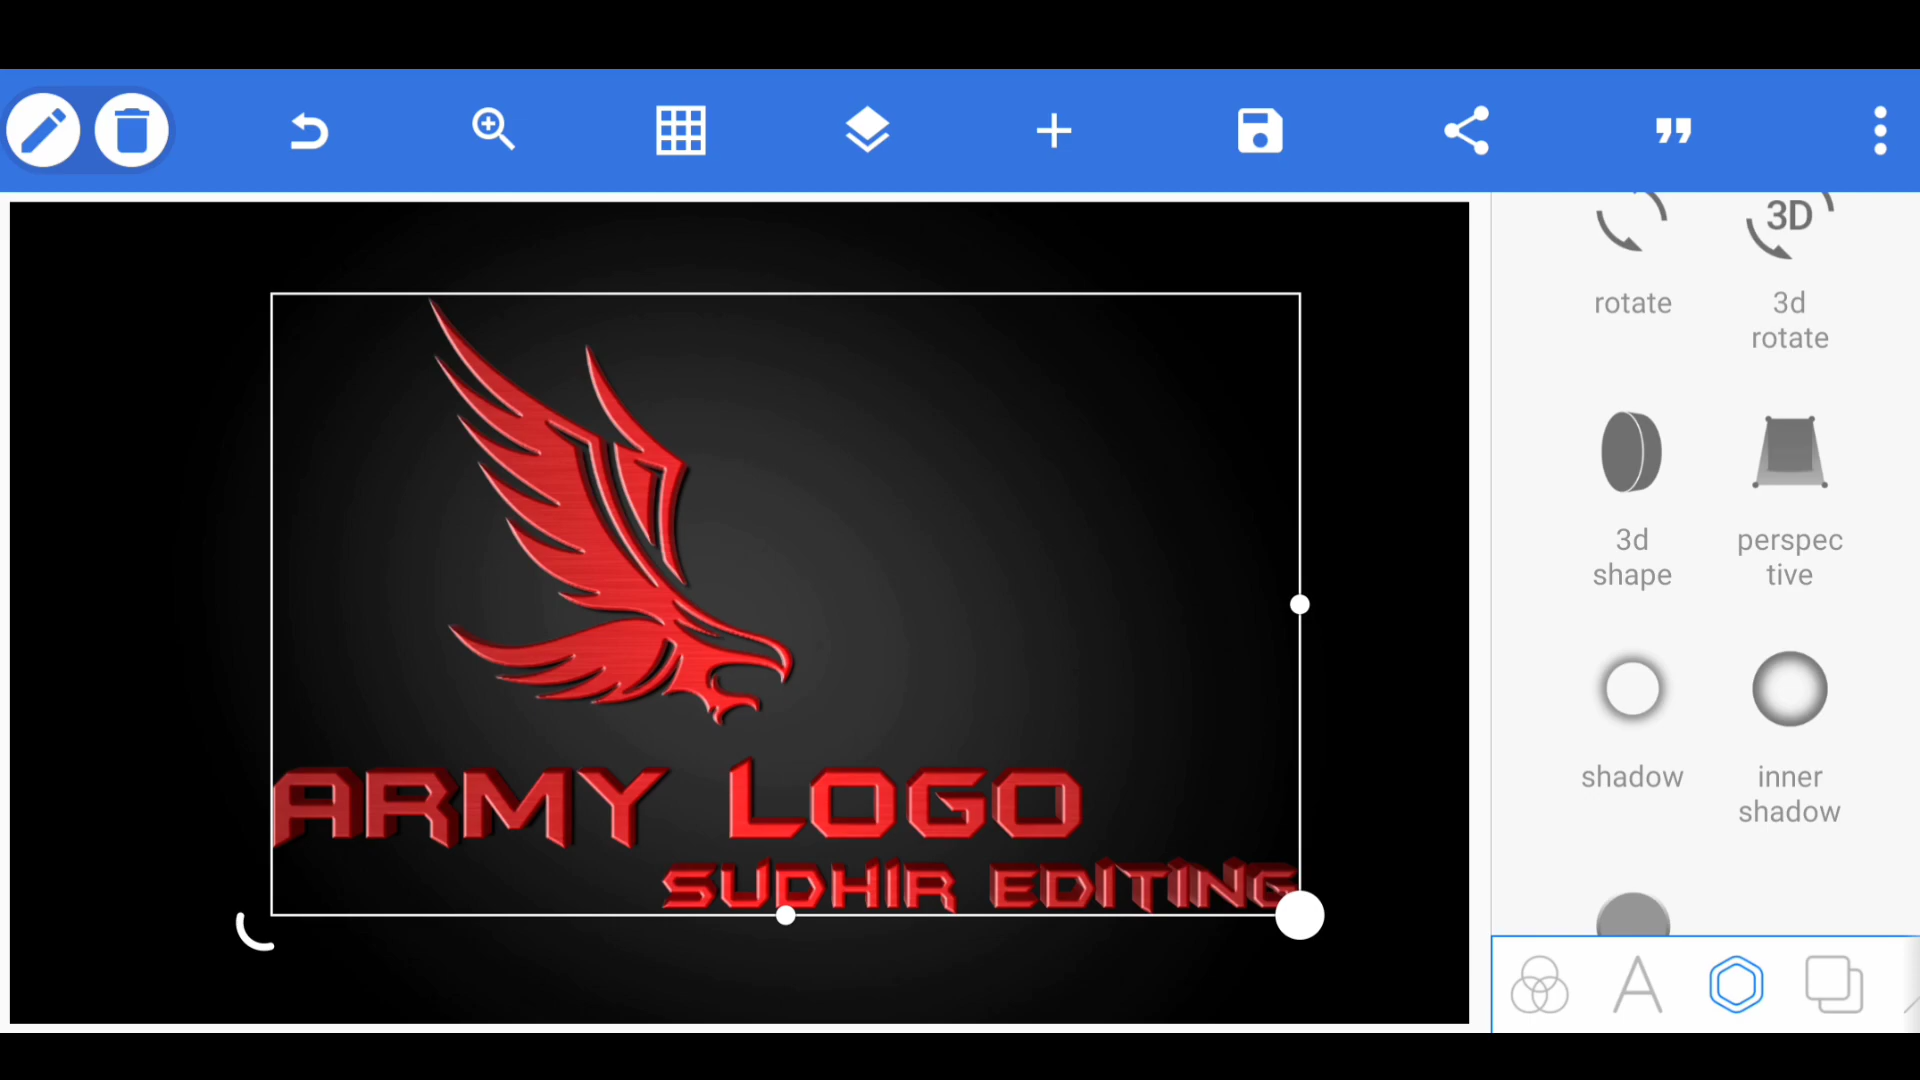 3D
rotate
3d
rotate
3d
shape
perspec
tive
shadow
inner
shadow
ARMY LOGO
SUDHIR EDITING
A